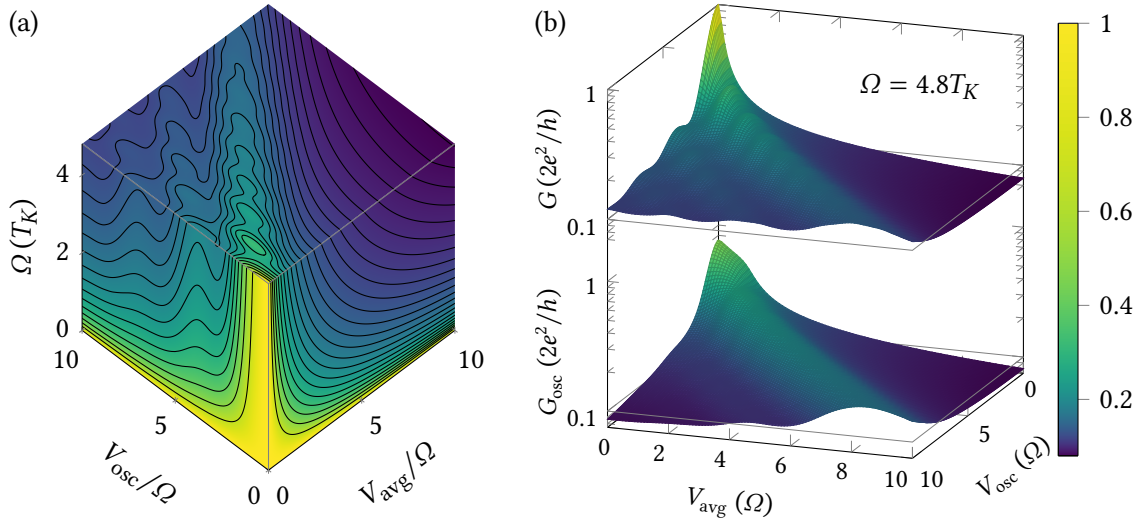 (a)
Ω (T_K)
4
2
0
10
5
0
V_osc/Ω
0
5
10
V_avg/Ω
(b)
Ω = 4.8T_K
G (2e²/h)
1
0.1
G_osc (2e²/h)
1
0.1
0
2
4
6
8
10
V_avg (Ω)
10
5
0
V_osc (Ω)
1
0.8
0.6
0.4
0.2